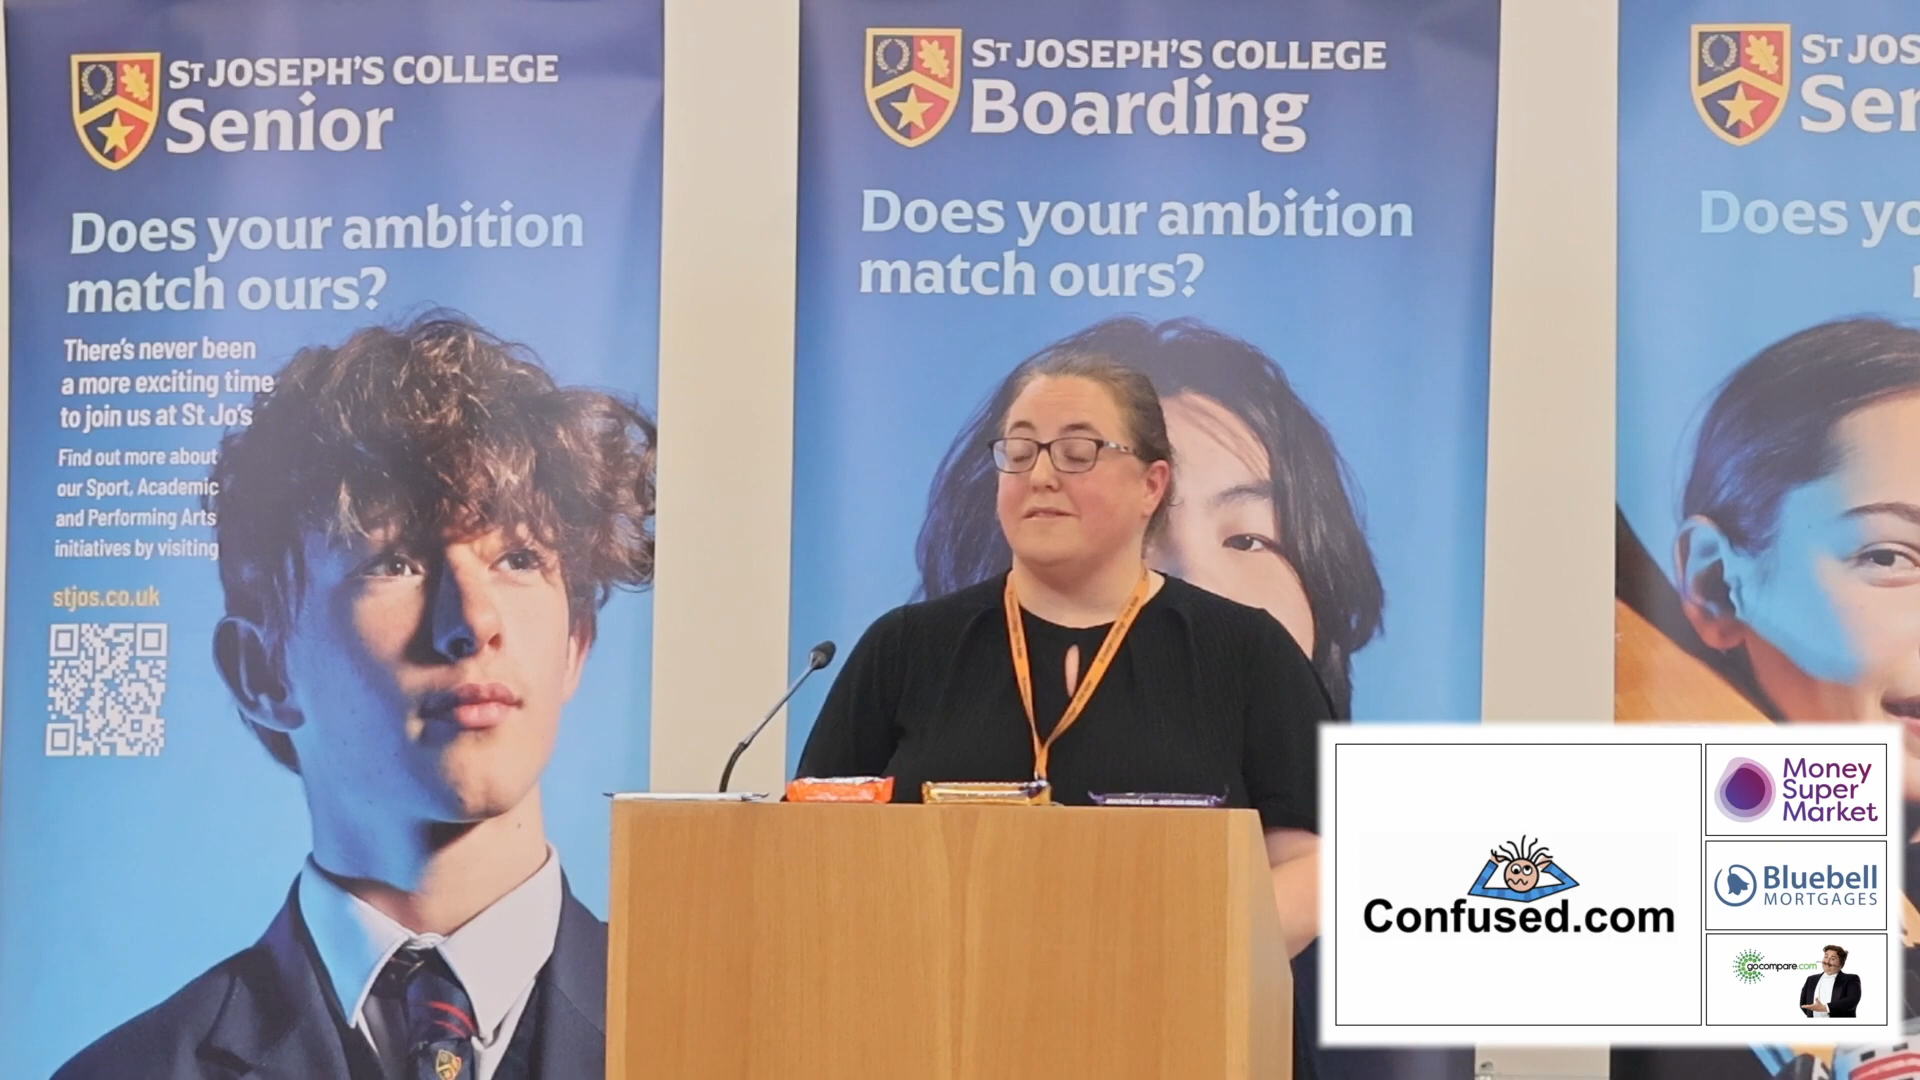 ST JOSEPH'S COLLEGE
Senior
Does your ambition
match ours?
There's never been
a more exciting time
to join us at St Jo's
Find out more about
our Sport, Academic
and Performing Arts
initiatives by visiting
stjos.co.uk
ST JOSEPH'S COLLEGE
Boarding
Does your ambition
match ours?
ST JOS
Sen
Does yo
Confused.com
Money
Super
Market
Bluebell
MORTGAGES
gocompare.com